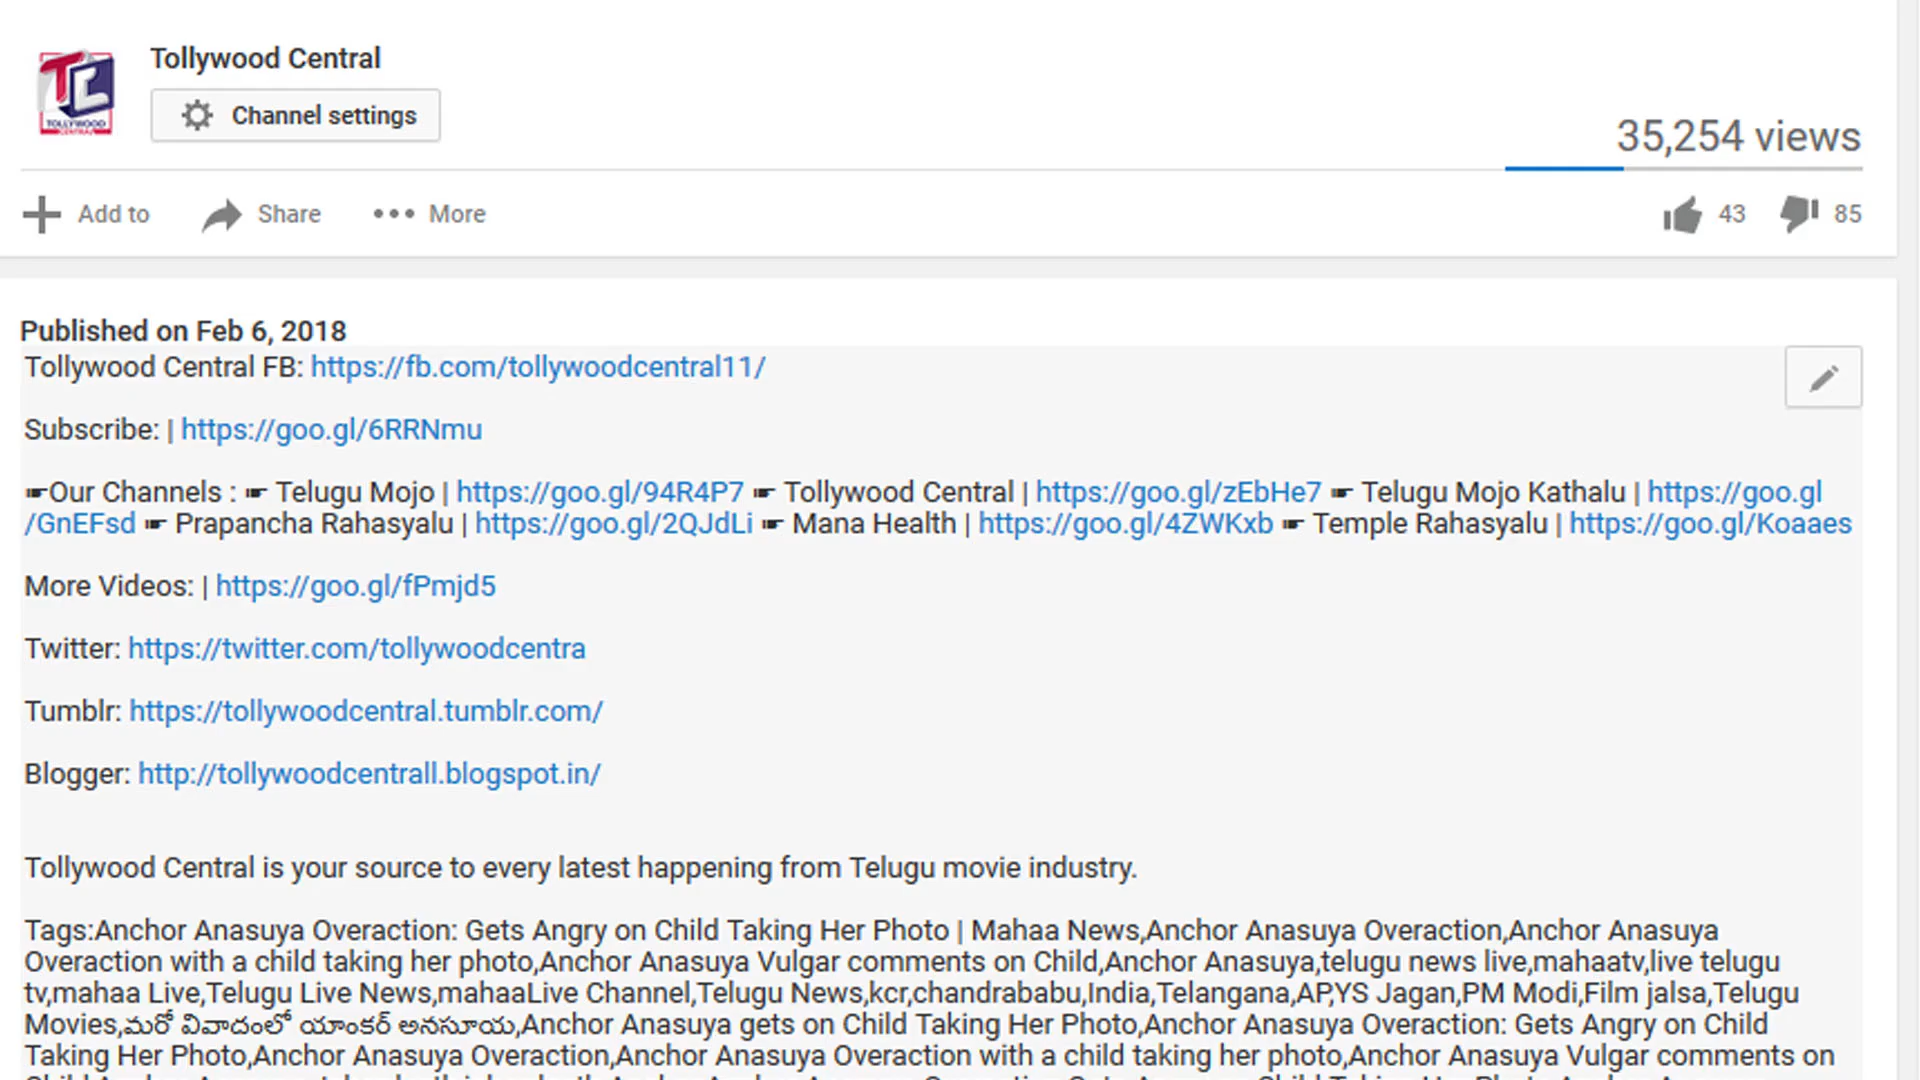 Tollywood Central
TOLLYWOOD
CENTRAL
Channel settings
35,254 views
Add to
Share
More
43
85
Published on Feb 6, 2018
Tollywood Central FB: https://fb.com/tollywoodcentral11/
Subscribe: | https://goo.gl/6RRNmu
☛Our Channels : ☛ Telugu Mojo | https://goo.gl/94R4P7 ☛ Tollywood Central | https://goo.gl/zEbHe7 ☛ Telugu Mojo Kathalu | https://goo.gl
/GnEFsd ☛ Prapancha Rahasyalu | https://goo.gl/2QJdLi ☛ Mana Health | https://goo.gl/4ZWKxb ☛ Temple Rahasyalu | https://goo.gl/Koaaes
More Videos: | https://goo.gl/fPmjd5
Twitter: https://twitter.com/tollywoodcentra
Tumblr: https://tollywoodcentral.tumblr.com/
Blogger: http://tollywoodcentrall.blogspot.in/
Tollywood Central is your source to every latest happening from Telugu movie industry.
Tags:Anchor Anasuya Overaction: Gets Angry on Child Taking Her Photo | Mahaa News,Anchor Anasuya Overaction,Anchor Anasuya
Overaction with a child taking her photo,Anchor Anasuya Vulgar comments on Child,Anchor Anasuya,telugu news live,mahaatv,live telugu
tv,mahaa Live,Telugu Live News,mahaaLive Channel,Telugu News,kcr,chandrababu,India,Telangana,AP,YS Jagan,PM Modi,Film jalsa,Telugu
Movies,మరో వివాదంలో యాంకర్ అనసూయ,Anchor Anasuya gets on Child Taking Her Photo,Anchor Anasuya Overaction: Gets Angry on Child
Taking Her Photo,Anchor Anasuya Overaction,Anchor Anasuya Overaction with a child taking her photo,Anchor Anasuya Vulgar comments on